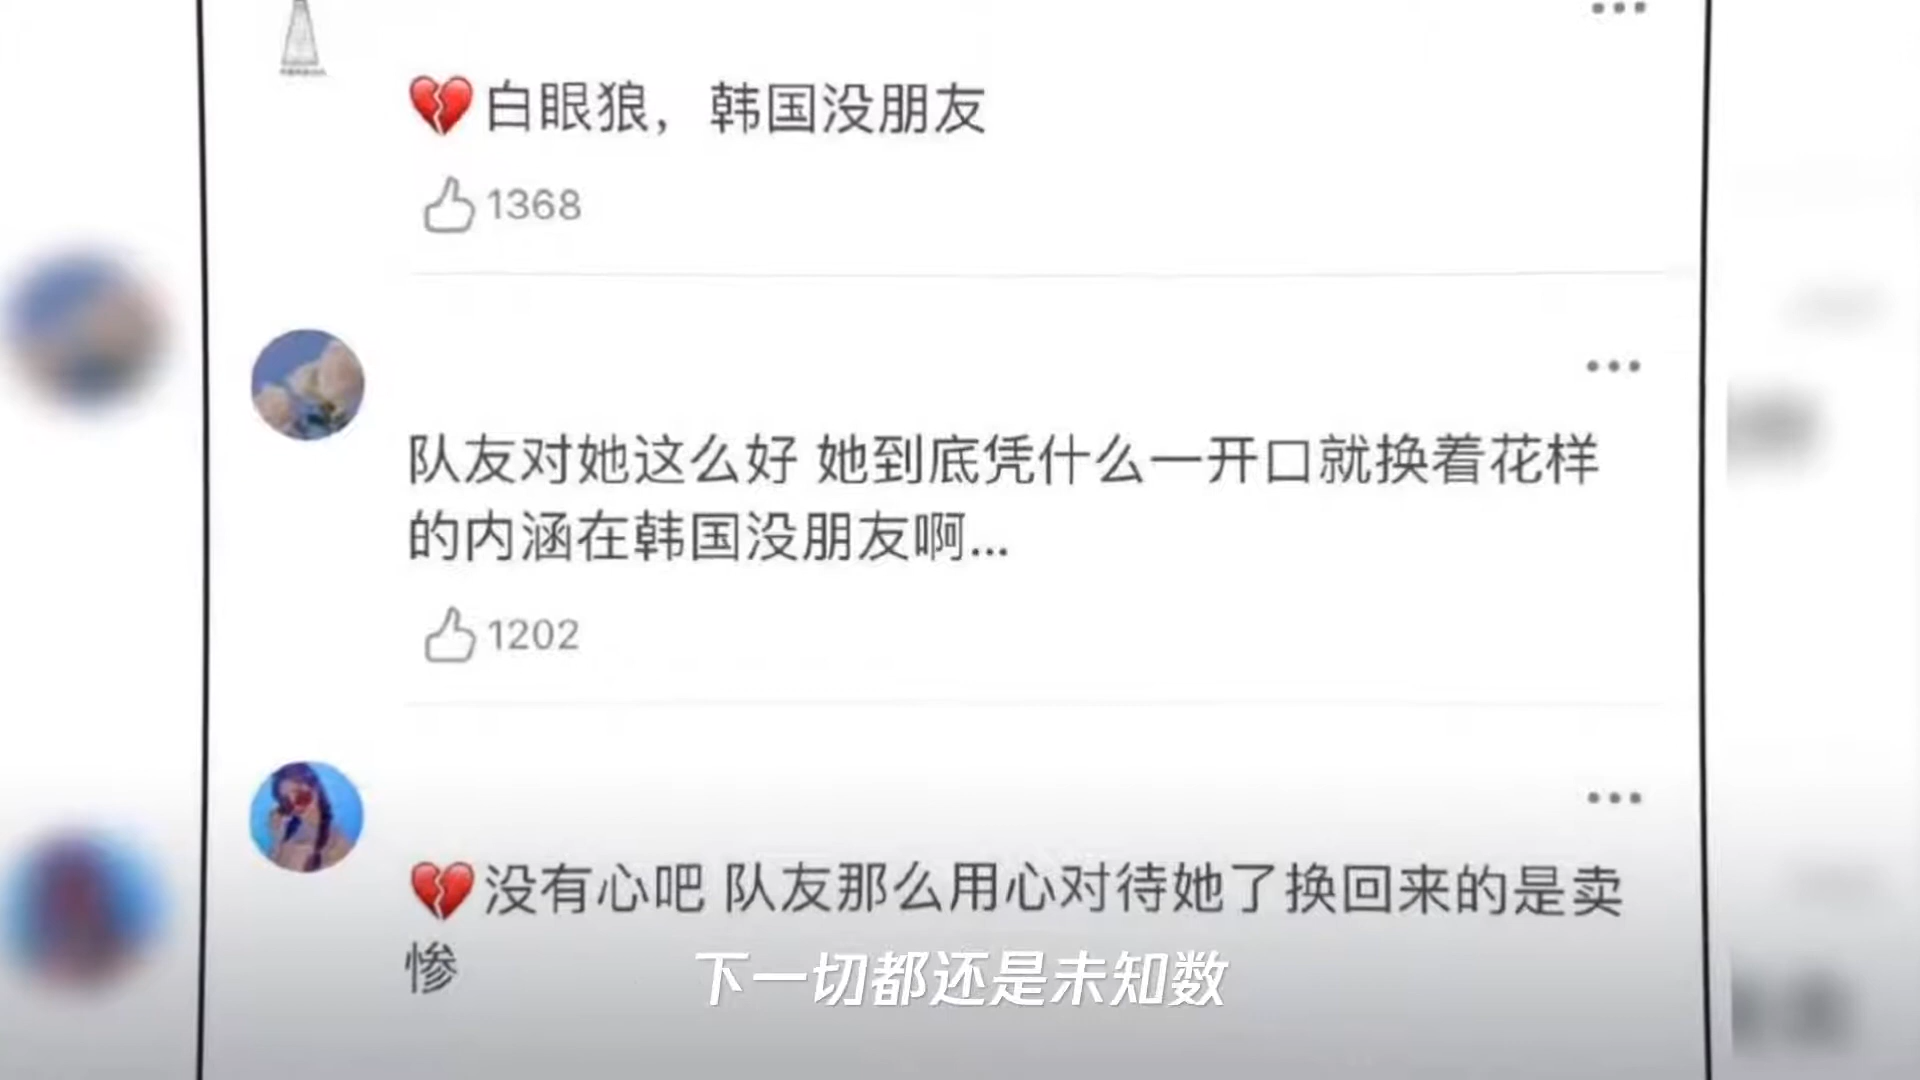 💔白眼狼，韩国没朋友
1368
队友对她这么好 她到底凭什么一开口就换着花样
的内涵在韩国没朋友啊...
1202
💔没有心吧 队友那么用心对待她了换回来的是卖
惨
下一切都还是未知数